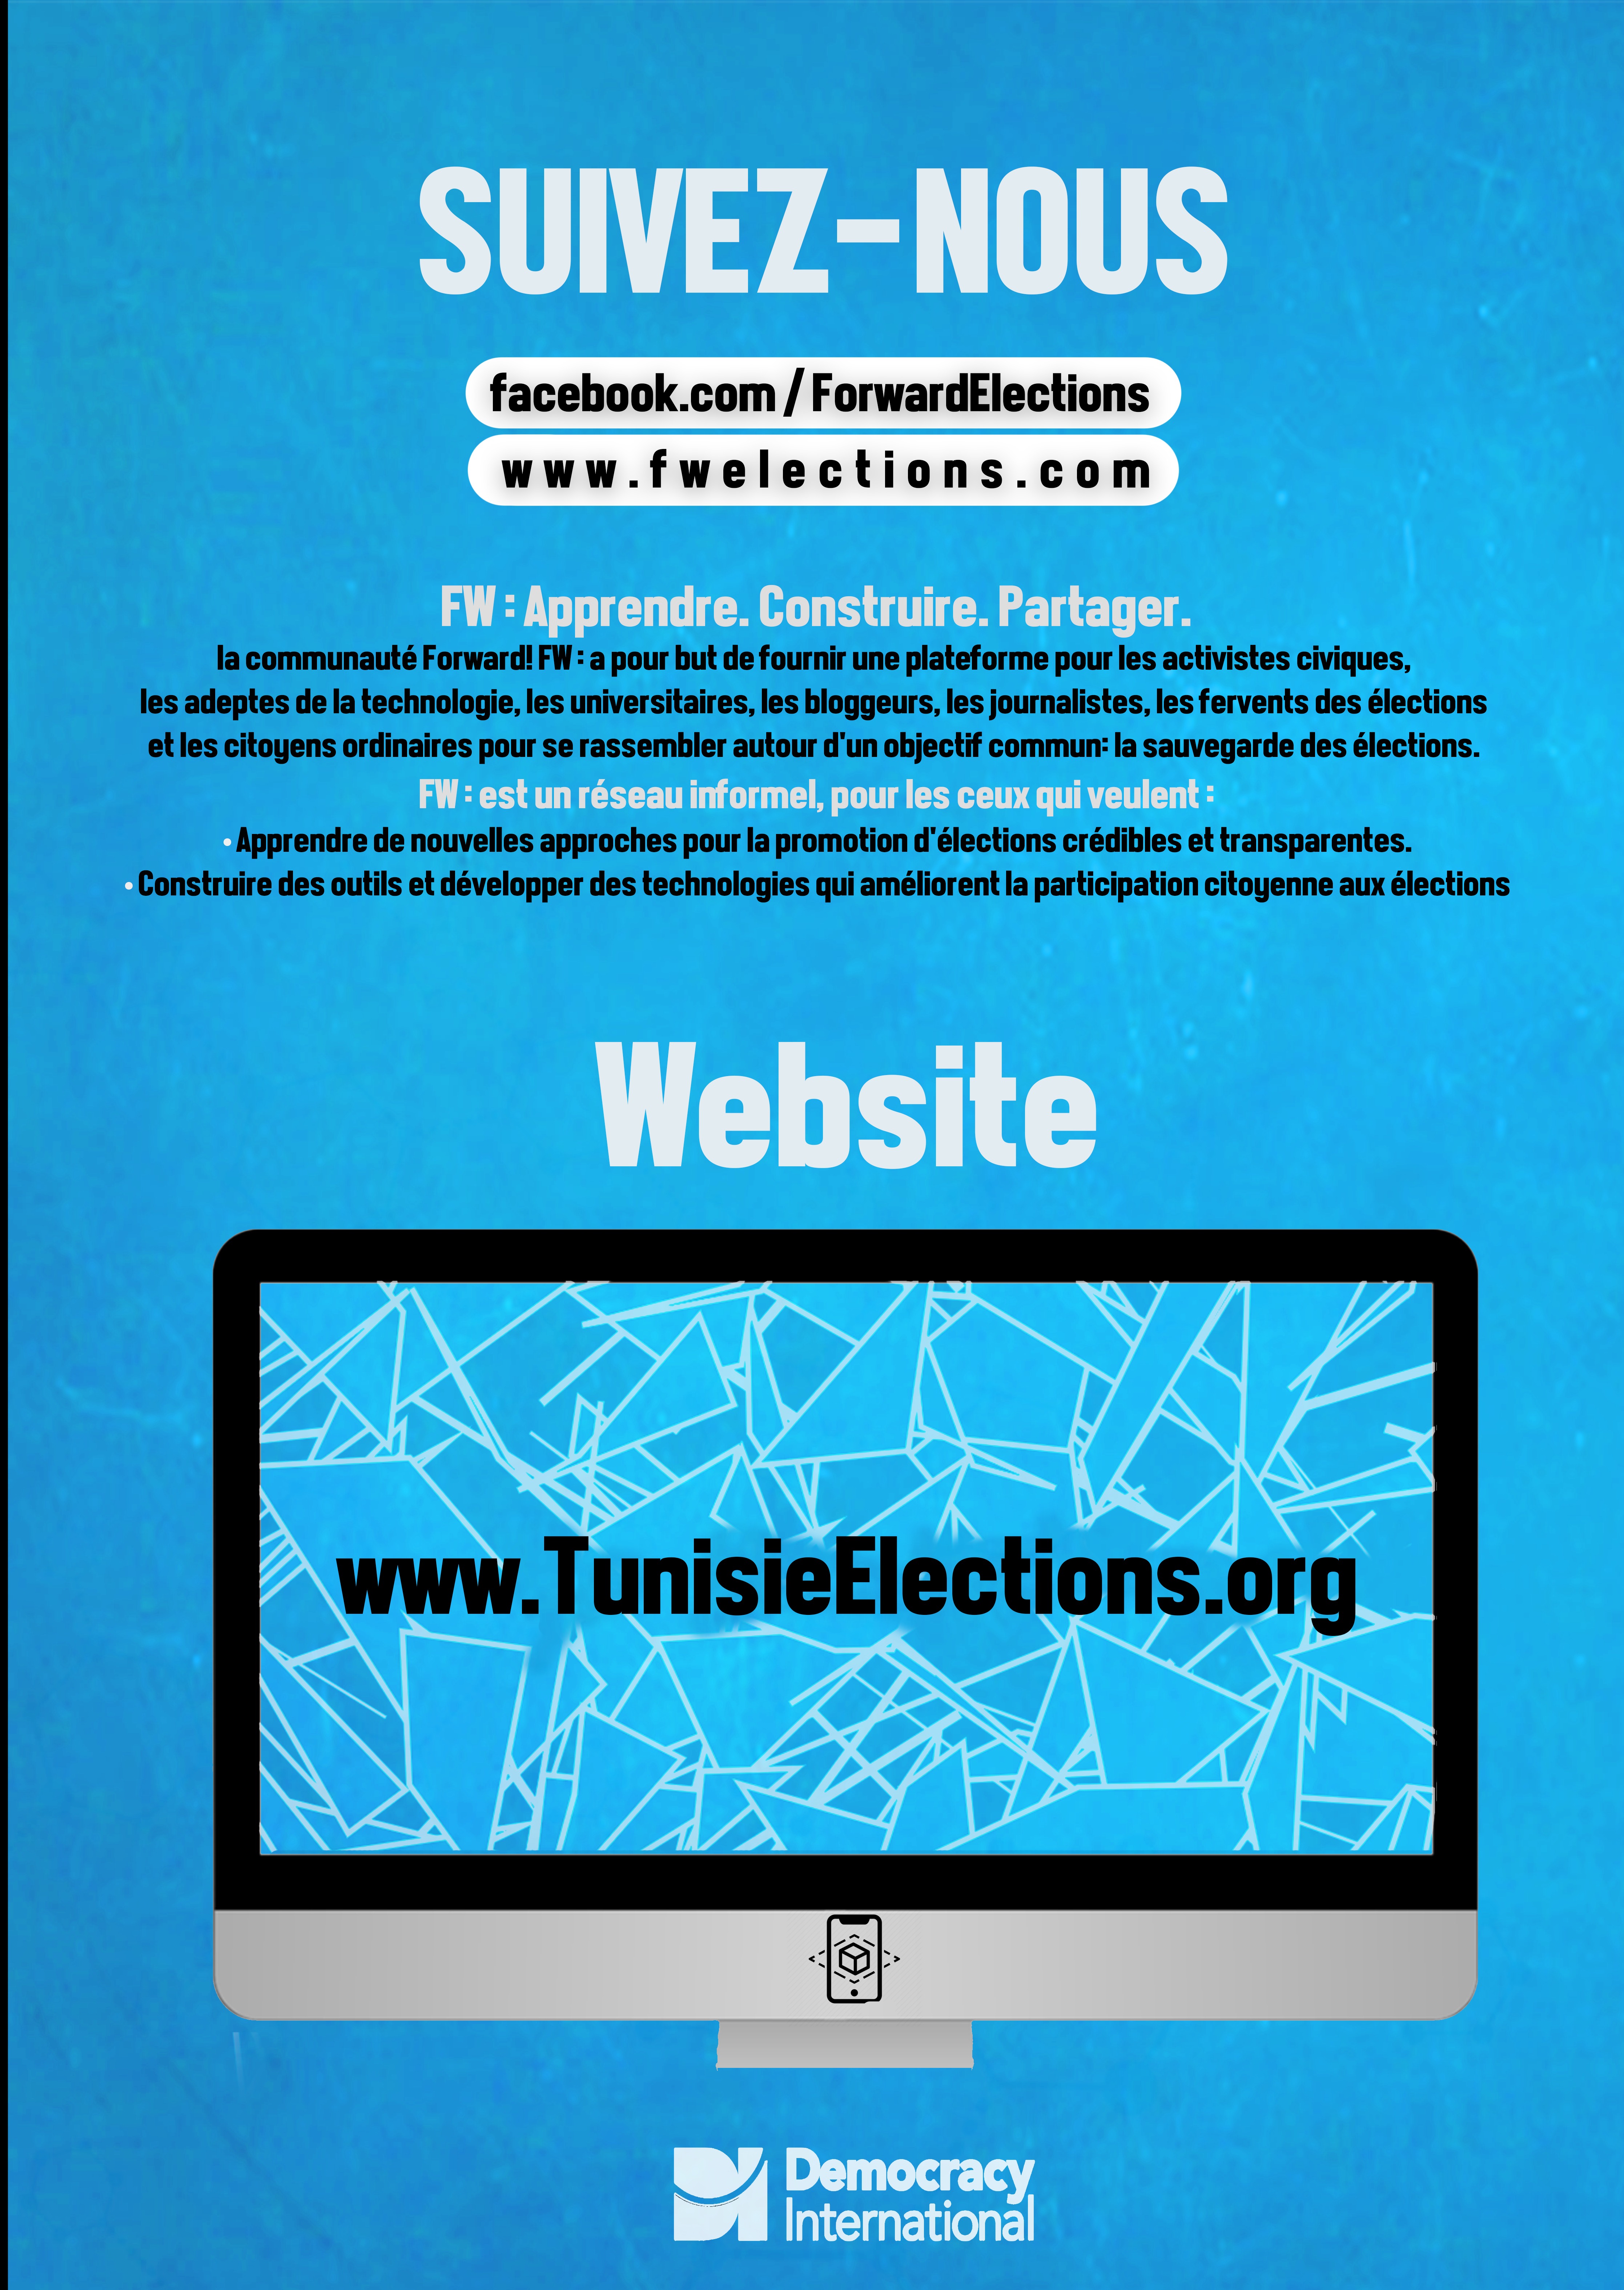 SUIVEZ-NOUS
facebook.com/ForwardElections
www.fwelections.com
FW : Apprendre. Construire. Partager.
la communauté Forward! FW : a pour but de fournir une plateforme pour les activistes civiques,
les adeptes de la technologie, les universitaires, les bloggeurs, les journalistes, les fervents des élections
et les citoyens ordinaires pour se rassembler autour d'un objectif commun: la sauvegarde des élections.
FW : est un réseau informel, pour les ceux qui veulent :
• Apprendre de nouvelles approches pour la promotion d'élections crédibles et transparentes.
• Construire des outils et développer des technologies qui améliorent la participation citoyenne aux élections
Website
www.TunisieElections.org
Democracy
International